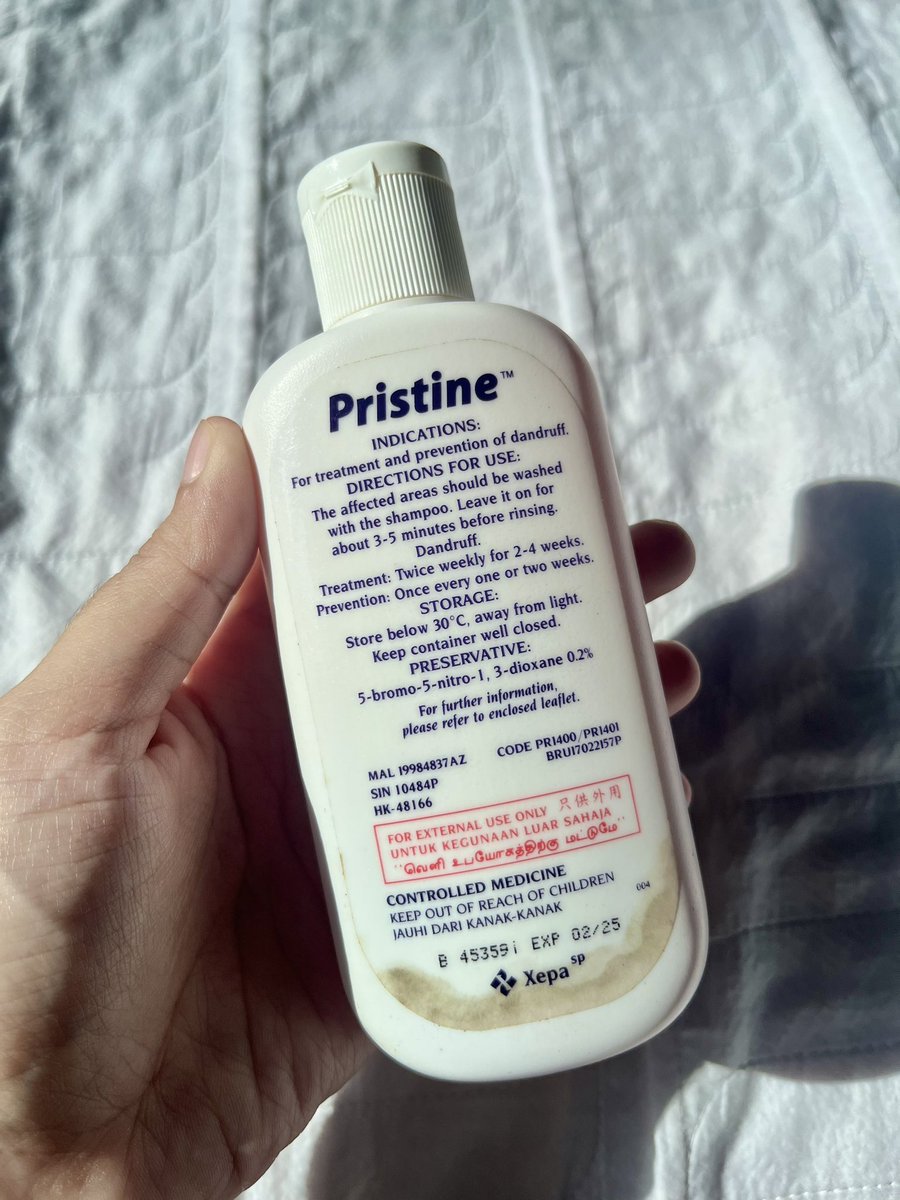 Pristine™
INDICATIONS:
For treatment and prevention of dandruff.
DIRECTIONS FOR USE:
The affected areas should be washed
with the shampoo. Leave it on for
about 3-5 minutes before rinsing.
Dandruff.
Treatment: Twice weekly for 2-4 weeks.
Prevention: Once every one or two weeks.
STORAGE:
Store below 30°C, away from light.
Keep container well closed.
PRESERVATIVE:
5-bromo-5-nitro-1, 3-dioxane 0.2%
For further information,
please refer to enclosed leaflet.
MAL 19984837AZ CODE PR1400/PR1401
SIN 10484P BRU17022157P
HK-48166
FOR EXTERNAL USE ONLY 只供外用
UNTUK KEGUNAAN LUAR SAHAJA
"வெளி உபயோகத்திற்கு மட்டுமே"
CONTROLLED MEDICINE
KEEP OUT OF REACH OF CHILDREN 004
JAUHI DARI KANAK-KANAK
B 45359i EXP 02/25
Xepa sp